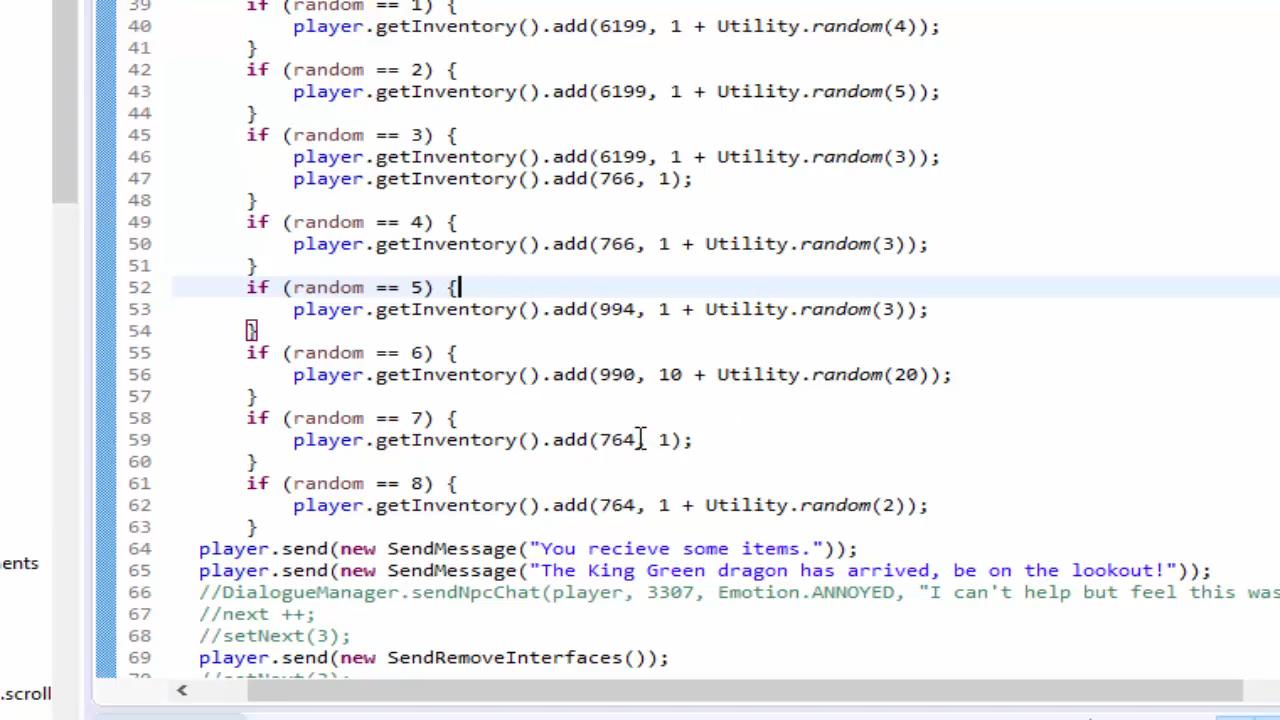 39 if (random == 1) {
40 player.getInventory().add(6199, 1 + Utility.random(4));
41 }
42 if (random == 2) {
43 player.getInventory().add(6199, 1 + Utility.random(5));
44 }
45 if (random == 3) {
46 player.getInventory().add(6199, 1 + Utility.random(3));
47 player.getInventory().add(766, 1);
48 }
49 if (random == 4) {
50 player.getInventory().add(766, 1 + Utility.random(3));
51 }
52 if (random == 5) {
53 player.getInventory().add(994, 1 + Utility.random(3));
54 }
55 if (random == 6) {
56 player.getInventory().add(990, 10 + Utility.random(20));
57 }
58 if (random == 7) {
59 player.getInventory().add(764, 1);
60 }
61 if (random == 8) {
62 player.getInventory().add(764, 1 + Utility.random(2));
63 }
64 player.send(new SendMessage("You recieve some items."));
65 player.send(new SendMessage("The King Green dragon has arrived, be on the lookout!"));
66 //DialogueManager.sendNpcChat(player, 3307, Emotion.ANNOYED, "I can't help but feel this was
67 //next ++;
68 //setNext(3);
69 player.send(new SendRemoveInterfaces());
70 //setNext(3);
ents
.scroll